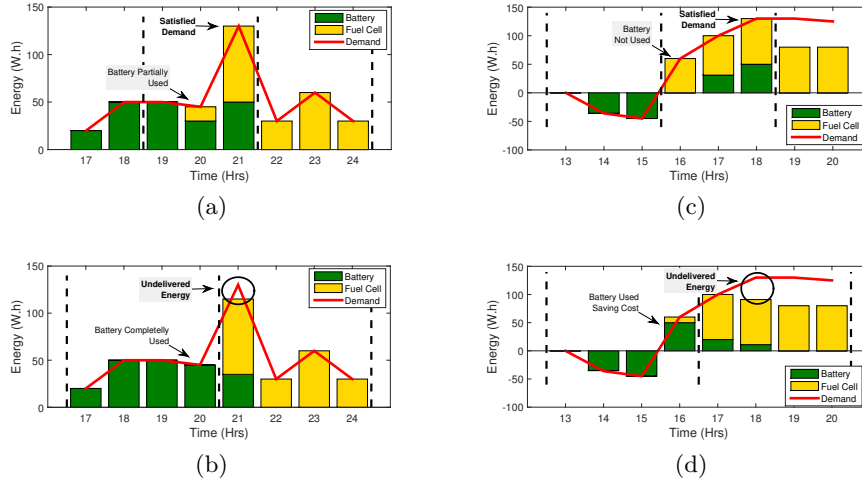 150
100
50
0
Energy (W.h)
Satisfied
Demand
Battery Partially
Used
Battery
Fuel Cell
Demand
17 18 19 20 21 22 23 24
Time (Hrs)
(a)
150
100
50
0
-50
-100
Energy (W.h)
Battery
Not Used
Satisfied
Demand
Battery
Fuel Cell
Demand
13 14 15 16 17 18 19 20
Time (Hrs)
(c)
150
100
50
0
Energy (W.h)
Undelivered
Energy
Battery Completelly
Used
Battery
Fuel Cell
Demand
17 18 19 20 21 22 23 24
Time (Hrs)
(b)
150
100
50
0
-50
-100
Energy (W.h)
Undelivered
Energy
Battery Used
Saving Cost
Battery
Fuel Cell
Demand
13 14 15 16 17 18 19 20
Time (Hrs)
(d)